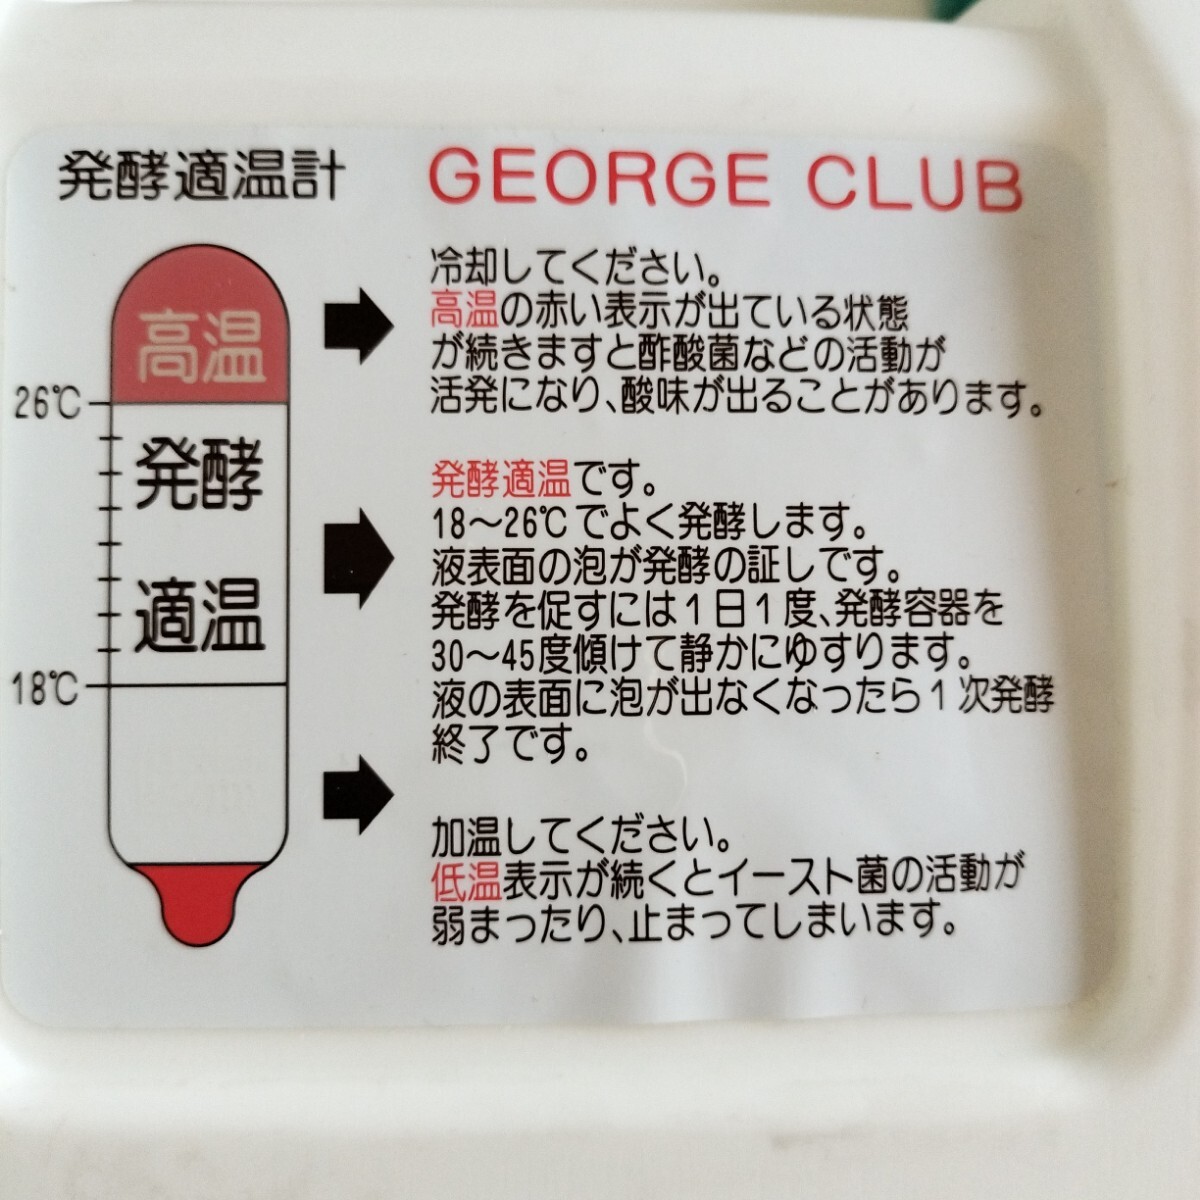 発酵適温計
GEORGE CLUB
高温
26℃
発酵
適温
18℃
冷却してください。
高温の赤い表示が出ている状態
が続きますと酢酸菌などの活動が
活発になり、酸味が出ることがあります。
発酵適温です。
18～26℃でよく発酵します。
液表面の泡が発酵の証しです。
発酵を促すには1日1度、発酵容器を
30～45度傾けて静かにゆすります。
液の表面に泡が出なくなったら1次発酵
終了です。
加温してください。
低温表示が続くとイースト菌の活動が
弱まったり、止まってしまいます。